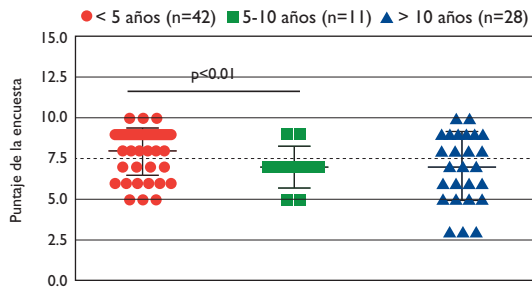 < 5 años (n=42) 5-10 años (n=11) > 10 años (n=28)
15.0
p<0.01
12.5
10.0
7.5
5.0
2.5
0.0
Puntaje de la encuesta